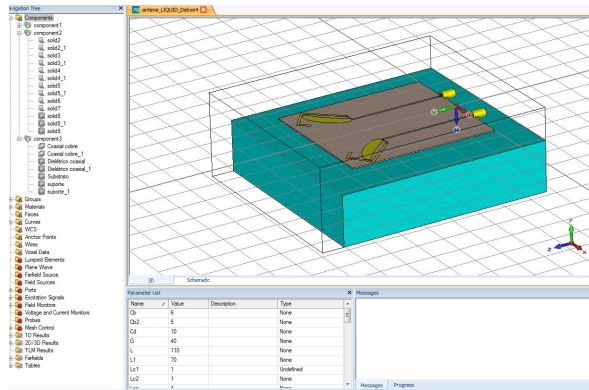 avigation Tree
antena_LIQUID_Debye4
Components
component1
component2
solid2
solid2_1
solid3
solid3_1
solid4
solid4_1
solid5
solid5_1
solid6
solid7
solid8
solid8_1
solid9
component3
Coaxial cobre
Coaxial cobre_1
Dielétrico coaxial
Dielétrico coaxial_1
Substrato
suporte
suporte_1
Groups
Materials
Faces
Curves
WCS
Anchor Points
Wires
Voxel Data
Lumped Elements
Plane Wave
Farfield Source
Field Sources
Ports
Excitation Signals
Field Monitors
Voltage and Current Monitors
Probes
Mesh Control
1D Results
2D/3D Results
TLM Results
Farfields
Tables
y
z
x
3D Schematic
Parameter List
Name Value Description Type
Cb 6 None
Cb2 5 None
Cd 10 None
G 40 None
L 110 None
L1 70 None
Lc1 1 Undefined
Lc2 1 None
4 None
Messages
Messages Progress